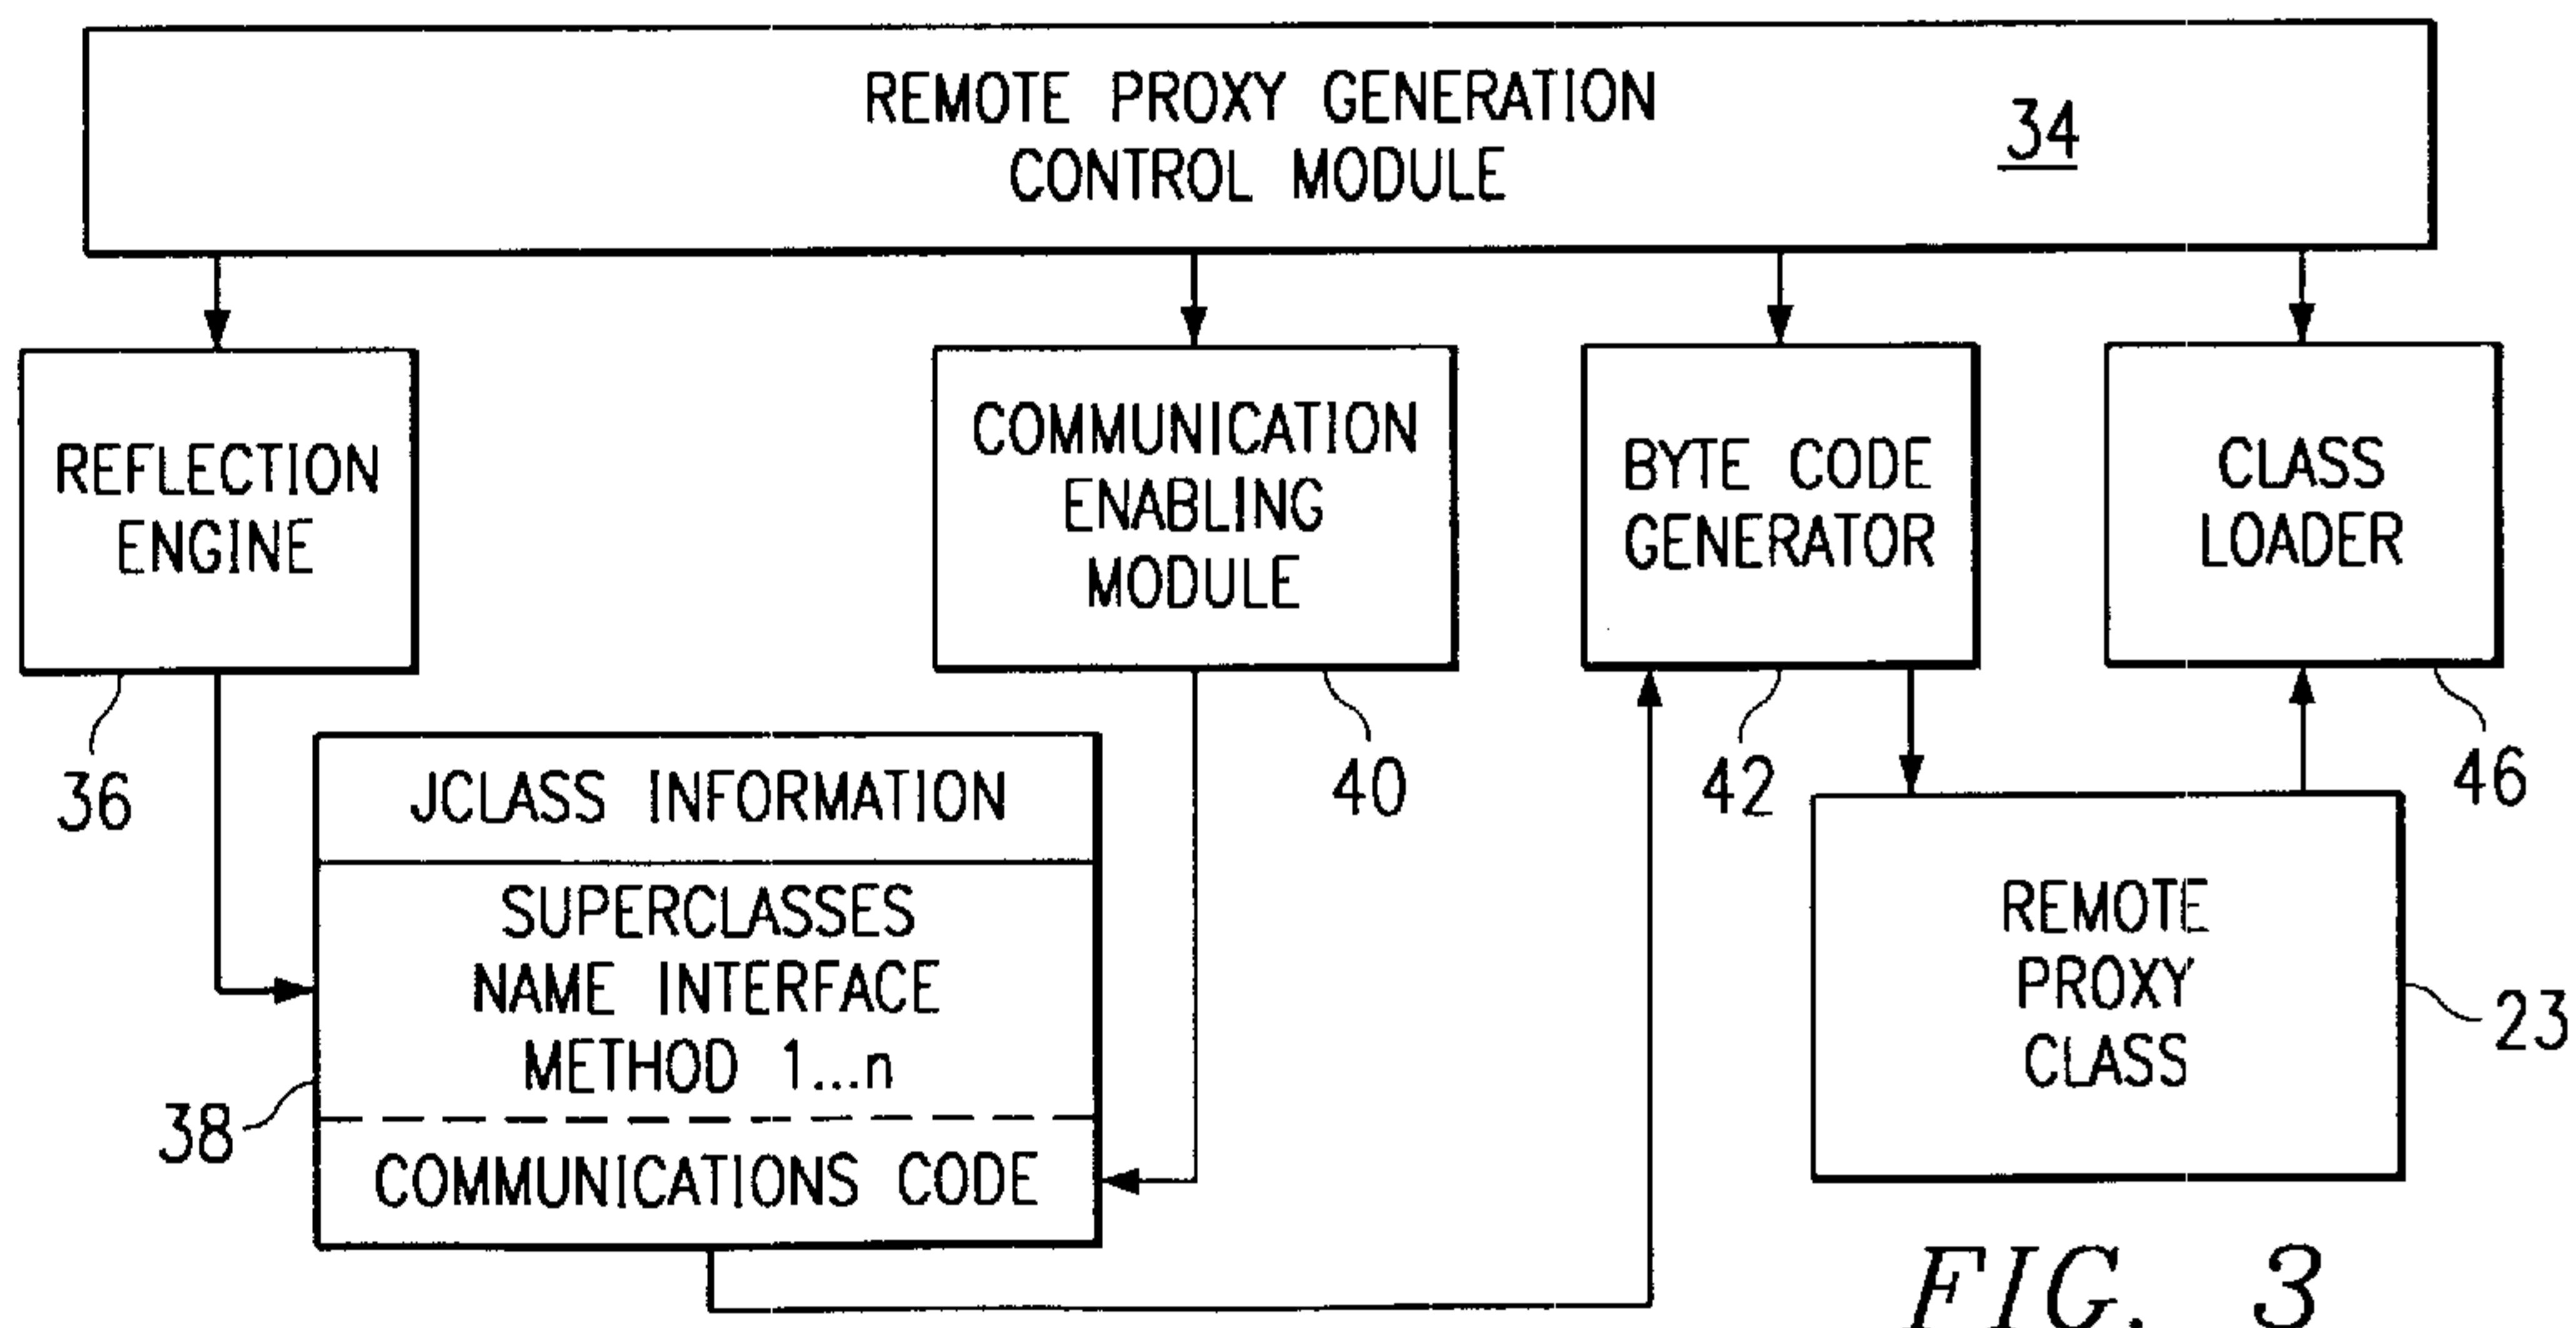 REMOTE PROXY GENERATION
CONTROL MODULE
34
REFLECTION
ENGINE
36
COMMUNICATION
ENABLING
MODULE
40
BYTE CODE
GENERATOR
42
CLASS
LOADER
46
JCLASS INFORMATION
SUPERCLASSES
NAME INTERFACE
METHOD 1...n
COMMUNICATIONS CODE
38
REMOTE
PROXY
CLASS
23
FIG. 3